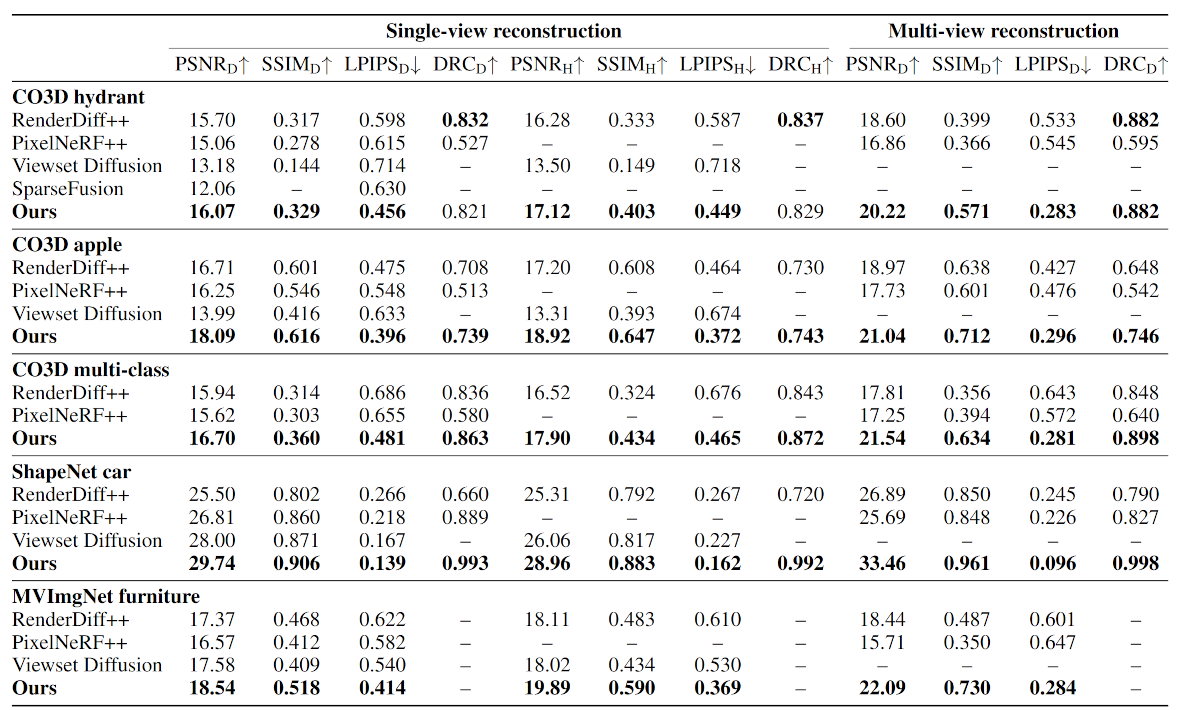 Single-view reconstruction Multi-view reconstruction
PSNR_D↑ SSIM_D↑ LPIPS_D↓ DRC_D↑ PSNR_H↑ SSIM_H↑ LPIPS_H↓ DRC_H↑ PSNR_D↑ SSIM_D↑ LPIPS_D↓ DRC_D↑
CO3D hydrant
RenderDiff++ 15.70 0.317 0.598 0.832 16.28 0.333 0.587 0.837 18.60 0.399 0.533 0.882
PixelNeRF++ 15.06 0.278 0.615 0.527 – – – – 16.86 0.366 0.545 0.595
Viewset Diffusion 13.18 0.144 0.714 – 13.50 0.149 0.718 – – – – –
SparseFusion 12.06 – 0.630 – – – – –
Ours 16.07 0.329 0.456 0.821 17.12 0.403 0.449 0.829 20.22 0.571 0.283 0.882
CO3D apple
RenderDiff++ 16.71 0.601 0.475 0.708 17.20 0.608 0.464 0.730 18.97 0.638 0.427 0.648
PixelNeRF++ 16.25 0.546 0.548 0.513 – – – – 17.73 0.601 0.476 0.542
Viewset Diffusion 13.99 0.416 0.633 – 13.31 0.393 0.674 – – – – –
Ours 18.09 0.616 0.396 0.739 18.92 0.647 0.372 0.743 21.04 0.712 0.296 0.746
CO3D multi-class
RenderDiff++ 15.94 0.314 0.686 0.836 16.52 0.324 0.676 0.843 17.81 0.356 0.643 0.848
PixelNeRF++ 15.62 0.303 0.655 0.580 – – – – 17.25 0.394 0.572 0.640
Ours 16.70 0.360 0.481 0.863 17.90 0.434 0.465 0.872 21.54 0.634 0.281 0.898
ShapeNet car
RenderDiff++ 25.50 0.802 0.266 0.660 25.31 0.792 0.267 0.720 26.89 0.850 0.245 0.790
PixelNeRF++ 26.81 0.860 0.218 0.889 – – – – 25.69 0.848 0.226 0.827
Viewset Diffusion 28.00 0.871 0.167 – 26.06 0.817 0.227 – – – – –
Ours 29.74 0.906 0.139 0.993 28.96 0.883 0.162 0.992 33.46 0.961 0.096 0.998
MVImgNet furniture
RenderDiff++ 17.37 0.468 0.622 – 18.11 0.483 0.610 – 18.44 0.487 0.601 –
PixelNeRF++ 16.57 0.412 0.582 – – – – – 15.71 0.350 0.647 –
Viewset Diffusion 17.58 0.409 0.540 – 18.02 0.434 0.530 – – – – –
Ours 18.54 0.518 0.414 – 19.89 0.590 0.369 – 22.09 0.730 0.284 –